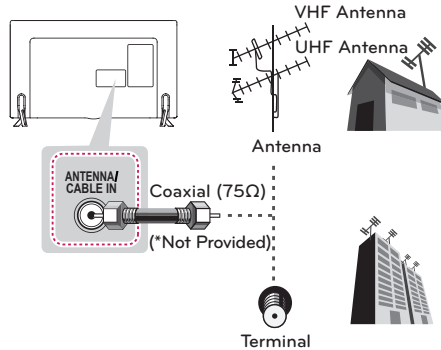 VHF Antenna
UHF Antenna
Antenna
ANTENNA/
CABLE IN
Coaxial (75Ω)
(*Not Provided)
Terminal